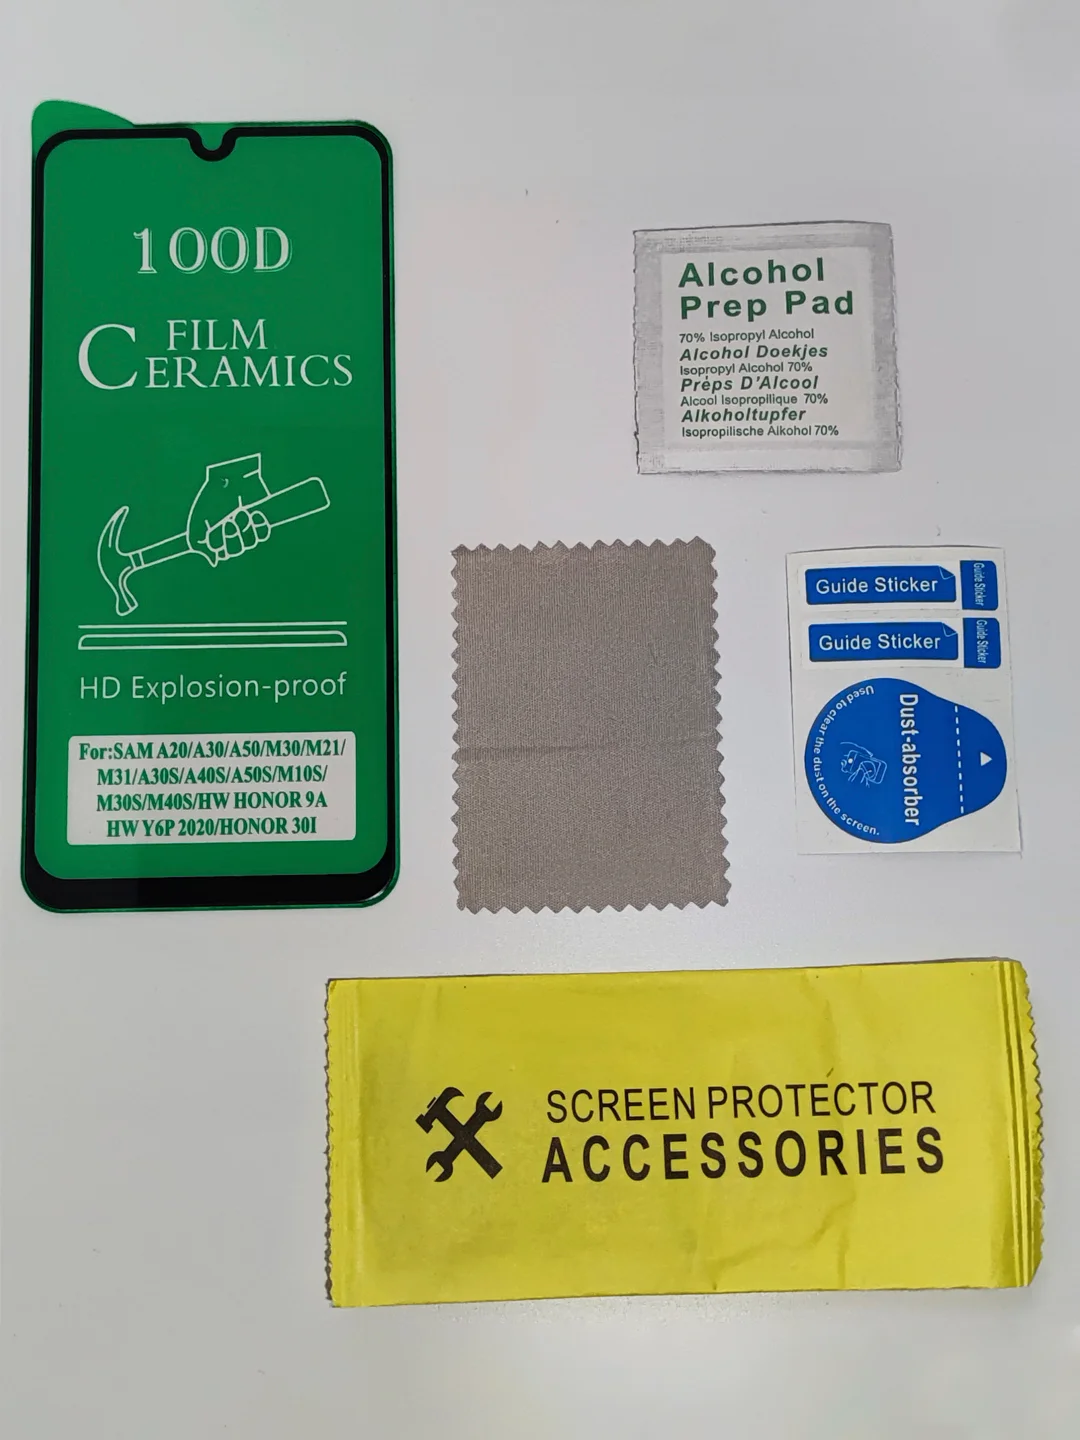 100D
FILM
CERAMICS
HD Explosion-proof
For:SAM A20/A30/A50/M30/M21/
M31/A30S/A40S/A50S/M10S/
M30S/M40S/HW HONOR 9A
HW Y6P 2020/HONOR 30I
Alcohol
Prep Pad
70% Isopropyl Alcohol
Alcohol Doekjes
Isopropyl Alcohol 70%
Prèps D'Alcool
Alcool Isopropilique 70%
Alkoholtupfer
Isopropilische Alkohol 70%
Guide Sticker
Guide Sticker
Guide Sticker
Guide Sticker
Dust-absorber
Used to clear the dust on the screen.
SCREEN PROTECTOR
ACCESSORIES